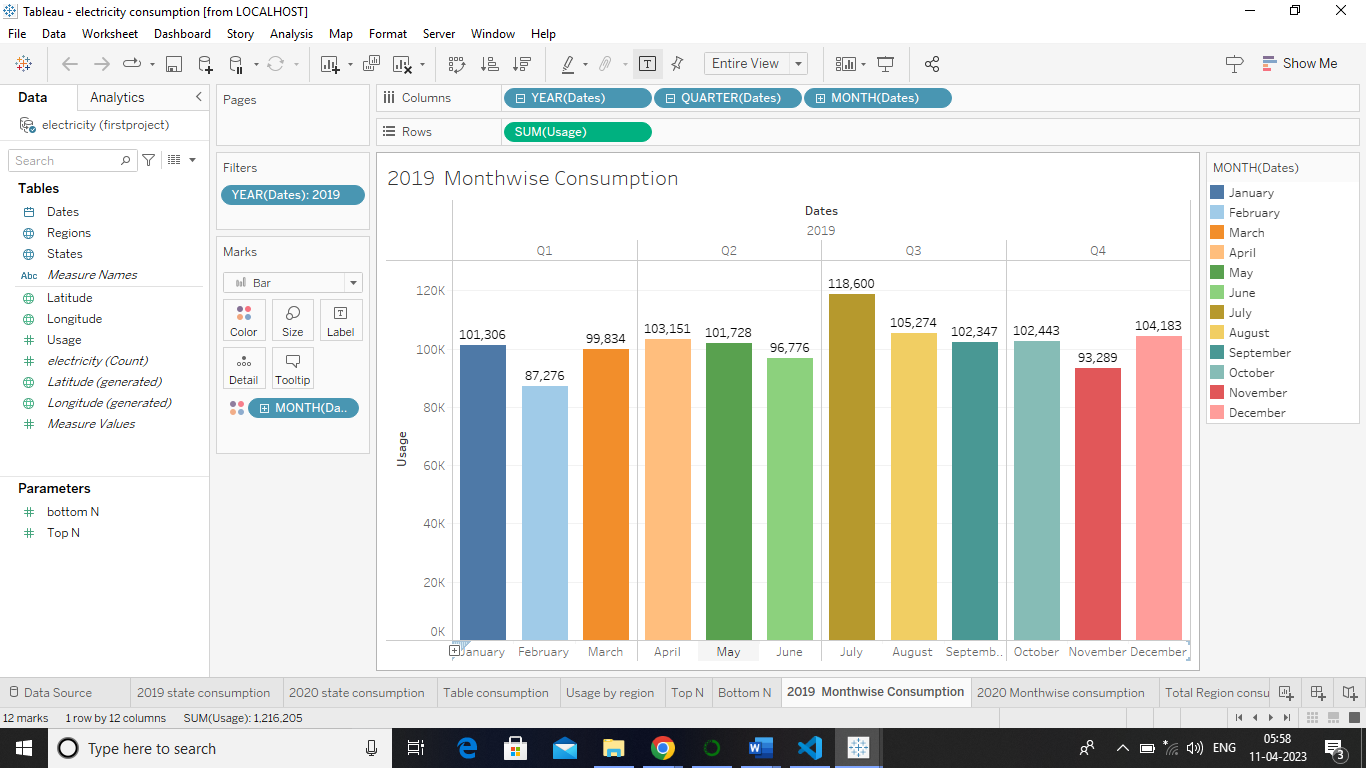 Tableau - electricity consumption [from LOCALHOST]
File Data Worksheet Dashboard Story Analysis Map Format Server Window Help
Entire View
Show Me
Data Analytics
electricity (firstproject)
Search
Tables
Dates
Regions
States
Abc Measure Names
Latitude
Longitude
Usage
electricity (Count)
Latitude (generated)
Longitude (generated)
Measure Values
Parameters
bottom N
Top N
Pages
Filters
YEAR(Dates): 2019
Marks
Bar
Color Size Label
Detail Tooltip
MONTH(Da..
Columns YEAR(Dates) QUARTER(Dates) MONTH(Dates)
Rows SUM(Usage)
2019 Monthwise Consumption
Dates
2019
Q1 Q2 Q3 Q4
120K
100K
80K
60K
40K
20K
0K
Usage
101,306 87,276 99,834 103,151 101,728 96,776 118,600 105,274 102,347 102,443 93,289 104,183
January February March April May June July August Septemb.. October November December
MONTH(Dates)
January
February
March
April
May
June
July
August
September
October
November
December
Data Source 2019 state consumption 2020 state consumption Table consumption Usage by region Top N Bottom N 2019 Monthwise Consumption 2020 Monthwise consumption Total Region consu
12 marks 1 row by 12 columns SUM(Usage): 1,216,205
Type here to search
ENG
05:58
11-04-2023
3